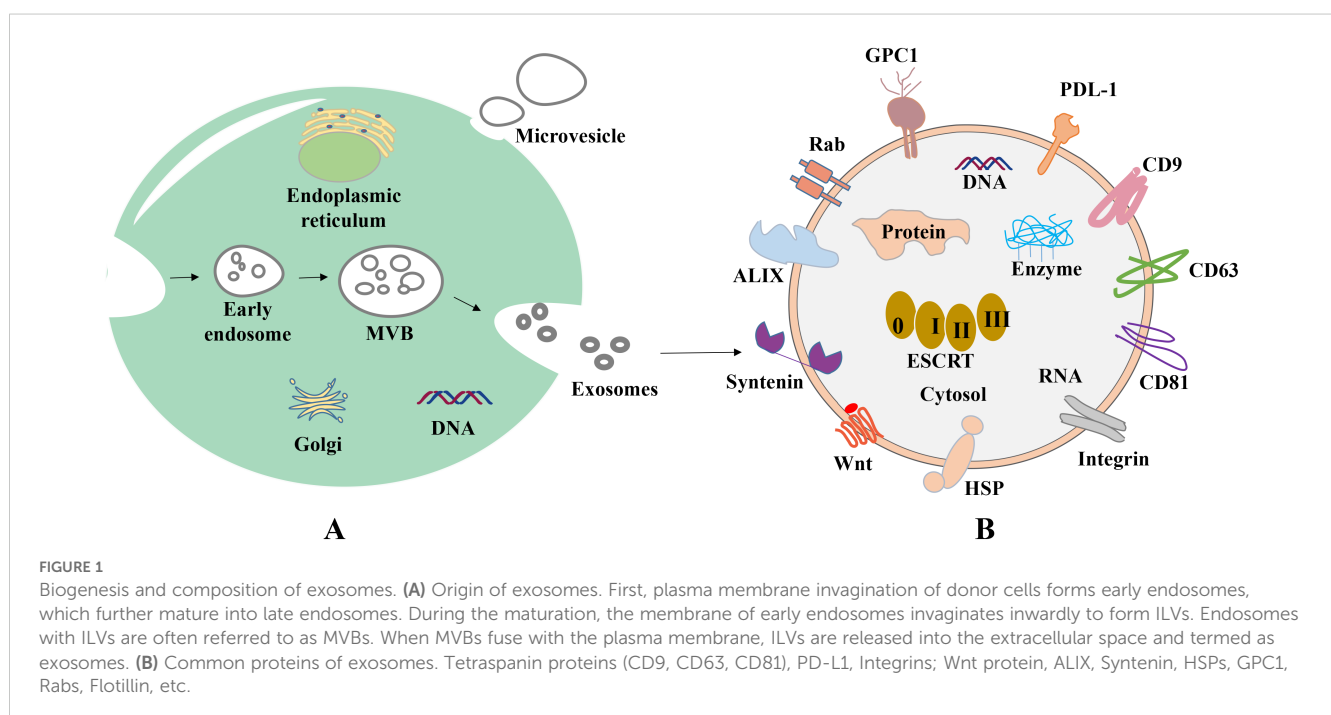 Endoplasmic
reticulum
Microvesicle
Early
endosome
MVB
Exosomes
Golgi
DNA
A
GPC1
PDL-1
Rab
DNA
CD9
Protein
Enzyme
ALIX
CD63
0 I II III
ESCRT
Syntenin
CD81
RNA
Cytosol
Wnt
Integrin
HSP
B
FIGURE 1
Biogenesis and composition of exosomes. (A) Origin of exosomes. First, plasma membrane invagination of donor cells forms early endosomes,
which further mature into late endosomes. During the maturation, the membrane of early endosomes invaginates inwardly to form ILVs. Endosomes
with ILVs are often referred to as MVBs. When MVBs fuse with the plasma membrane, ILVs are released into the extracellular space and termed as
exosomes. (B) Common proteins of exosomes. Tetraspanin proteins (CD9, CD63, CD81), PD-L1, Integrins; Wnt protein, ALIX, Syntenin, HSPs, GPC1,
Rabs, Flotillin, etc.